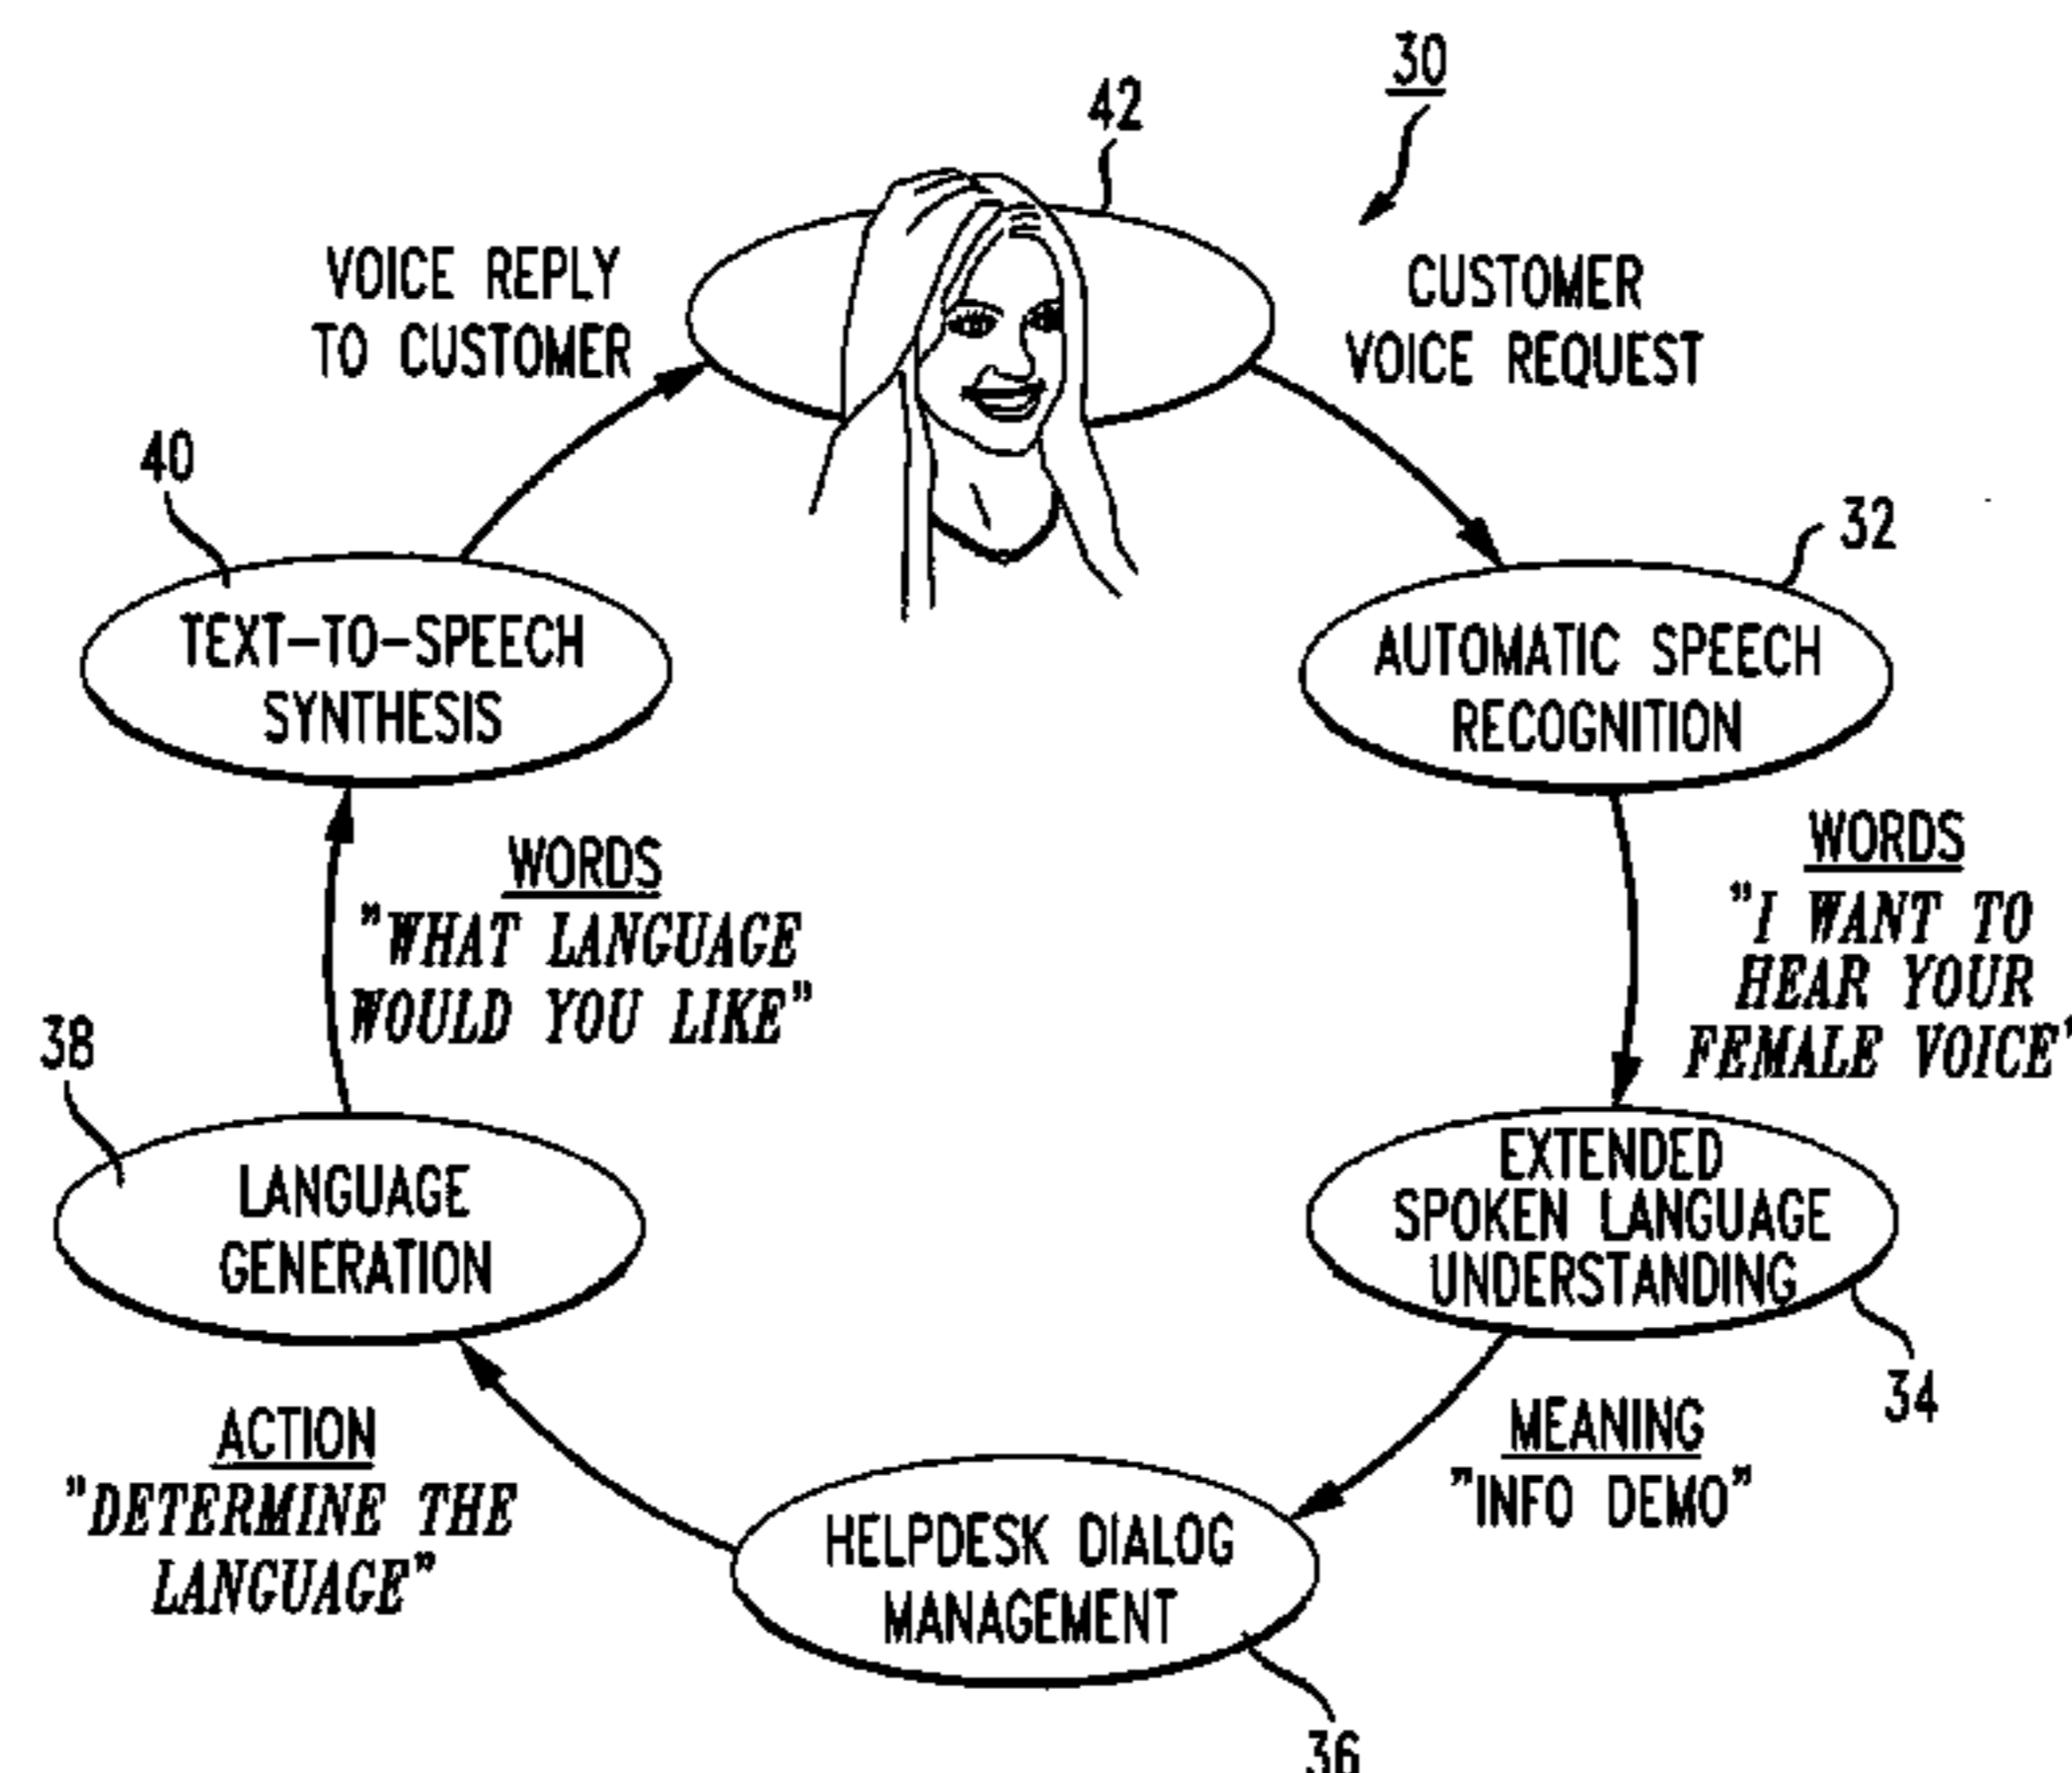 30
42
VOICE REPLY
TO CUSTOMER
CUSTOMER
VOICE REQUEST
40
32
TEXT-TO-SPEECH
SYNTHESIS
AUTOMATIC SPEECH
RECOGNITION
WORDS
"WHAT LANGUAGE
WOULD YOU LIKE"
WORDS
"I WANT TO
HEAR YOUR
FEMALE VOICE"
38
LANGUAGE
GENERATION
EXTENDED
SPOKEN LANGUAGE
UNDERSTANDING
34
ACTION
"DETERMINE THE
LANGUAGE"
MEANING
"INFO DEMO"
HELPDESK DIALOG
MANAGEMENT
36